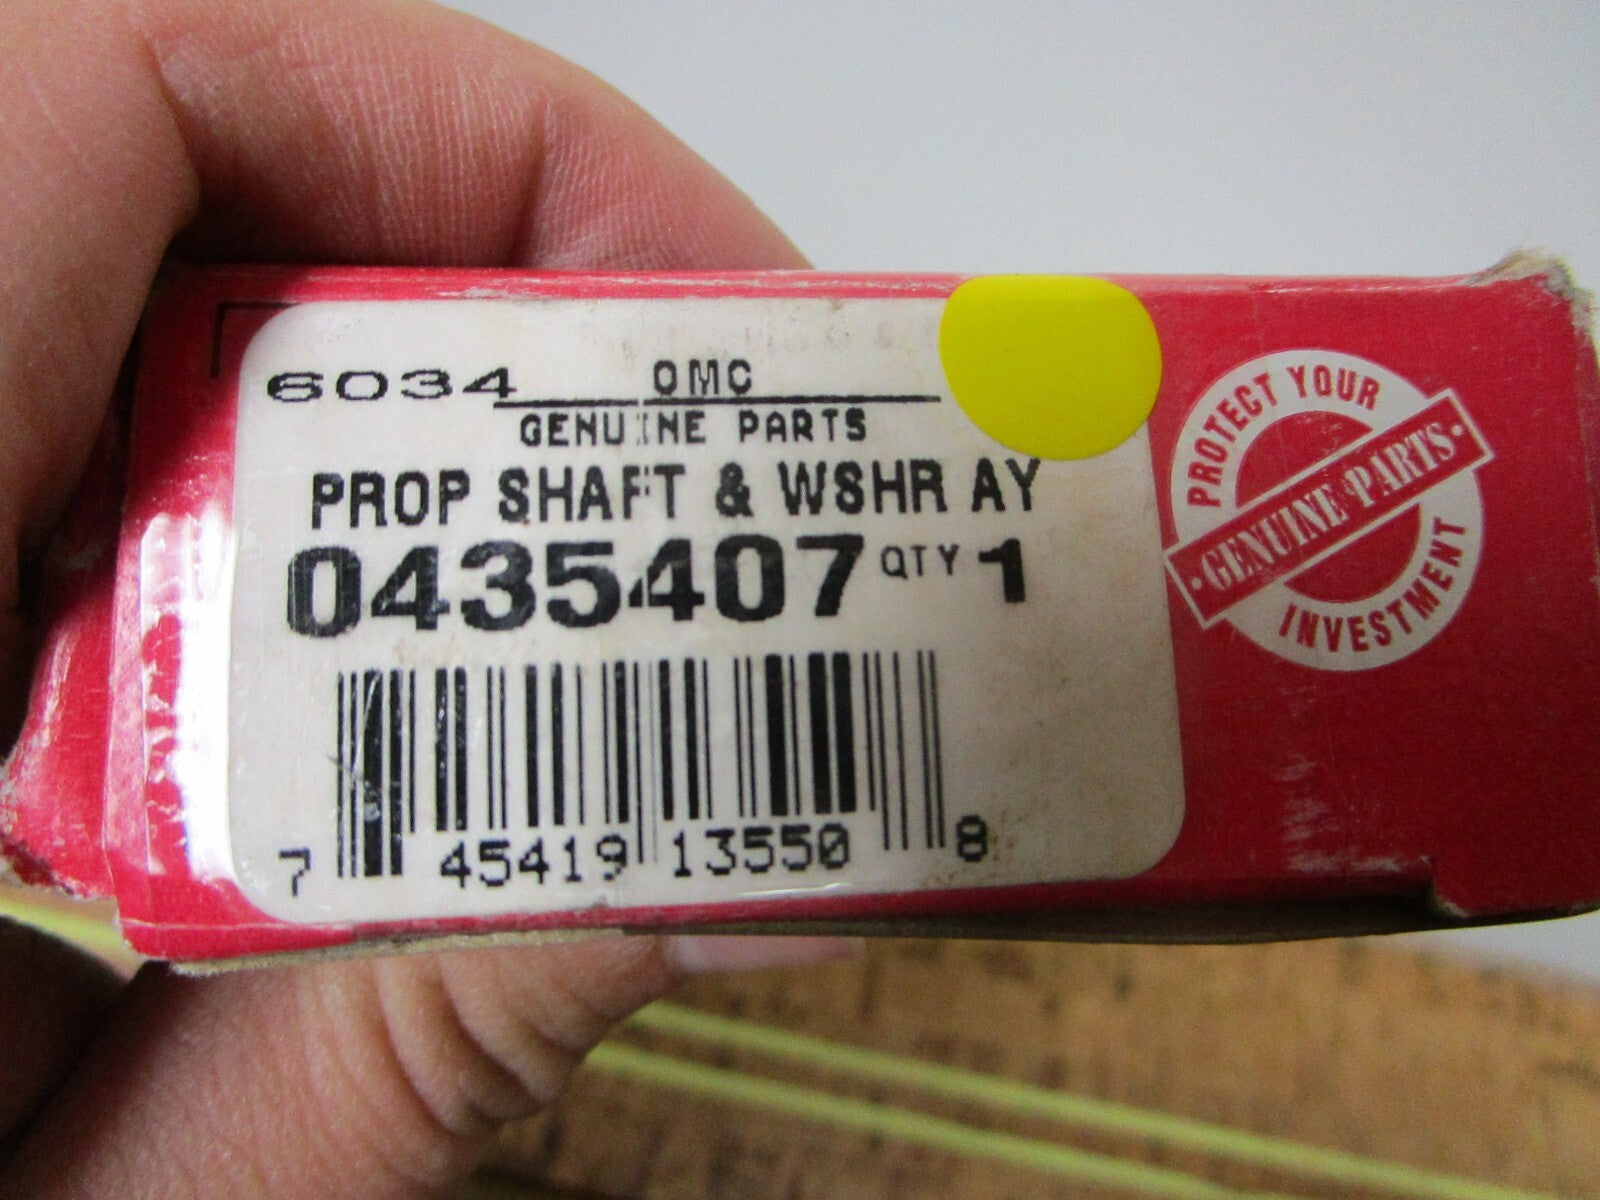 6034 OMC
GENUINE PARTS
PROP SHAFT & WSHR AY
0435407 QTY 1
7 45419 13550 8
PROTECT YOUR
·GENUINE PARTS·
INVESTMENT